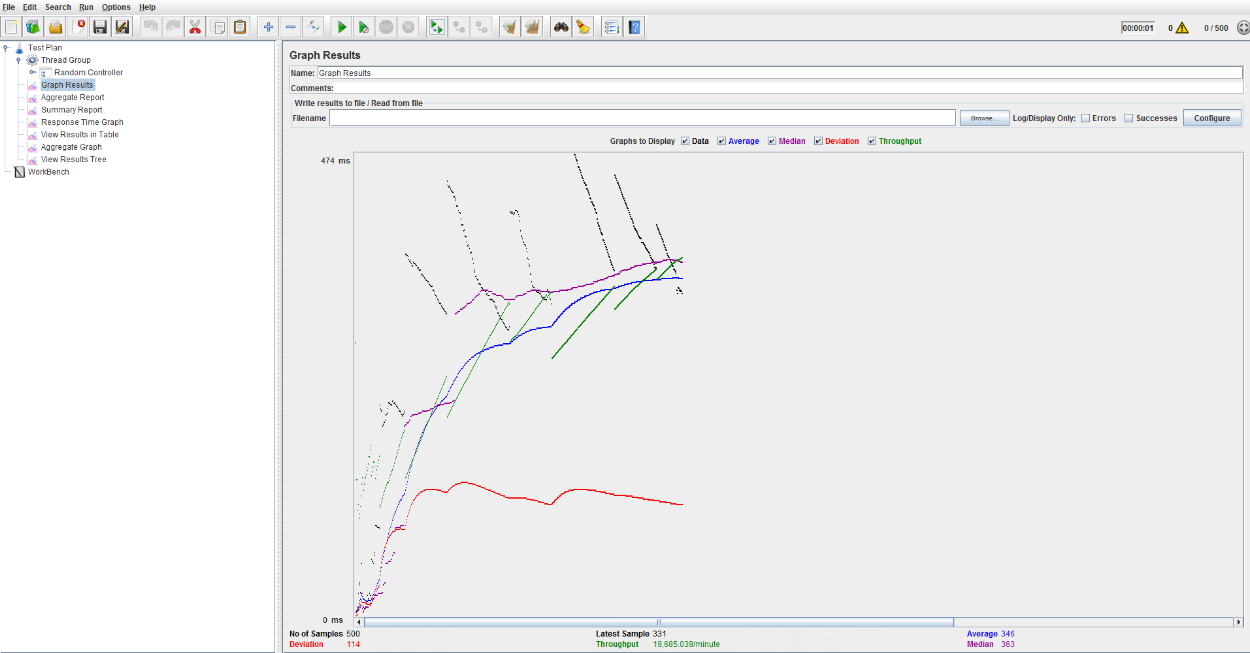 File Edit Search Run Options Help
00:00:01 0 0 / 500
Test Plan
Thread Group
Random Controller
Graph Results
Aggregate Report
Summary Report
Response Time Graph
View Results in Table
Aggregate Graph
View Results Tree
WorkBench
Graph Results
Name: Graph Results
Comments:
Write results to file / Read from file
Filename Browse... Log/Display Only: Errors Successes Configure
Graphs to Display Data Average Median Deviation Throughput
474 ms
0 ms
No of Samples 500 Latest Sample 331 Average 346
Deviation 114 Throughput 19,685.039/minute Median 363